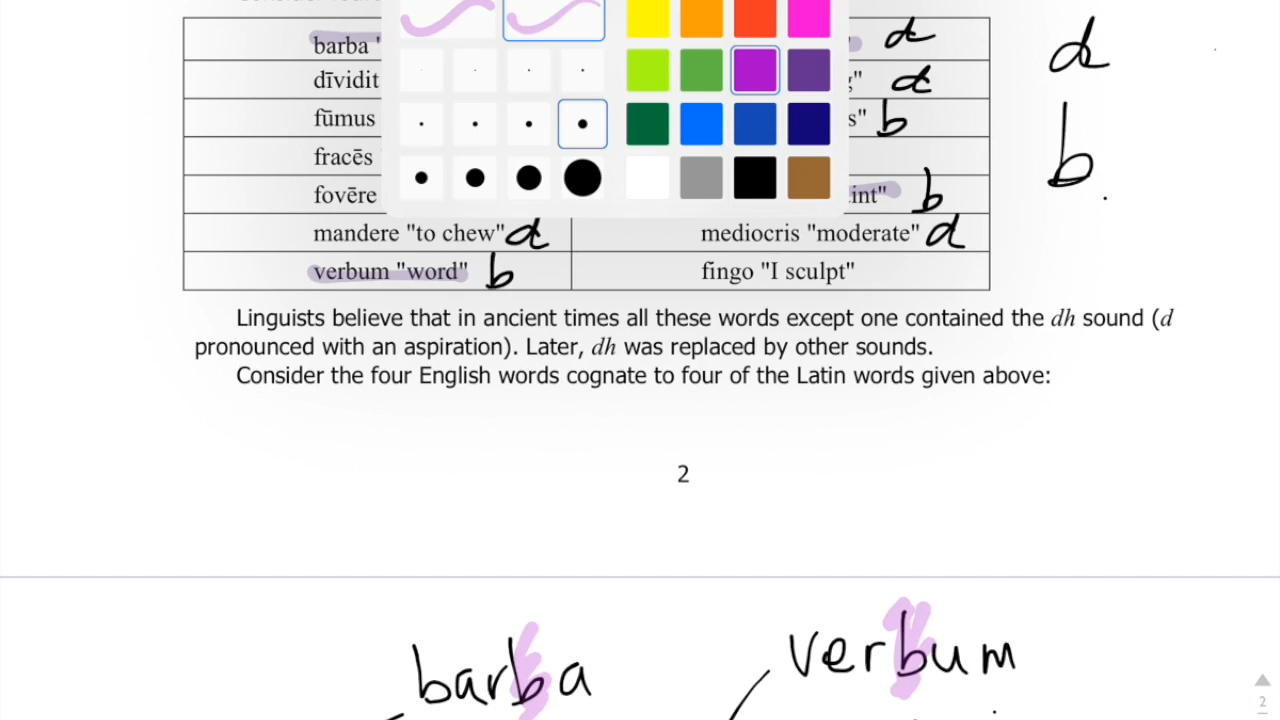 barba " " d
dīvidit g" d
fūmus s" b
fracēs
fovēre int" b
mandere "to chew" d mediocris "moderate" d
verbum "word" b fingo "I sculpt"
d
b
Linguists believe that in ancient times all these words except one contained the dh sound (d
pronounced with an aspiration). Later, dh was replaced by other sounds.
Consider the four English words cognate to four of the Latin words given above:
2
barba verbum
2